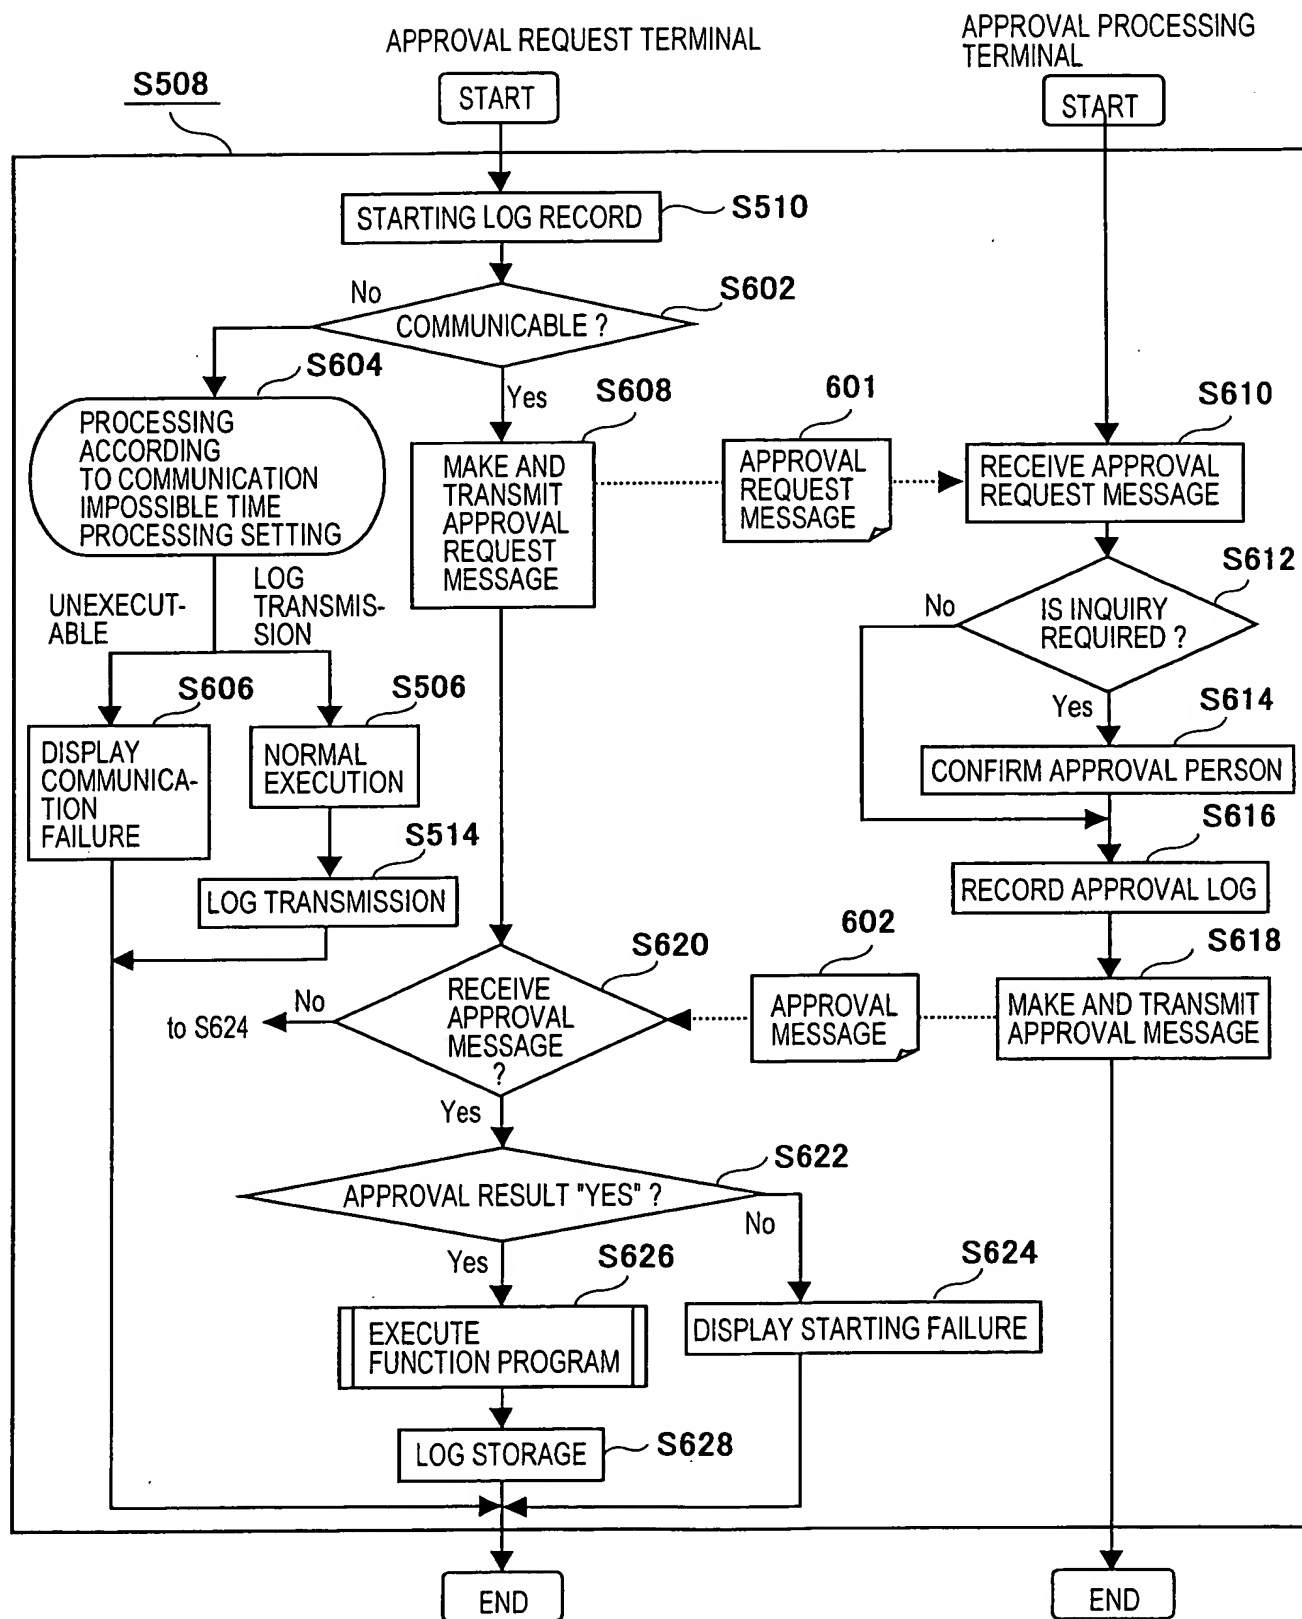 APPROVAL REQUEST TERMINAL
APPROVAL PROCESSING
TERMINAL
S508
START
START
STARTING LOG RECORD
S510
No
COMMUNICABLE ?
S602
S604
PROCESSING
ACCORDING
TO COMMUNICATION
IMPOSSIBLE TIME
PROCESSING SETTING
Yes
S608
MAKE AND
TRANSMIT
APPROVAL
REQUEST
MESSAGE
601
APPROVAL
REQUEST
MESSAGE
S610
RECEIVE APPROVAL
REQUEST MESSAGE
UNEXECUT-
ABLE
LOG
TRANSMIS-
SION
No
IS INQUIRY
REQUIRED ?
S612
S606
DISPLAY
COMMUNICA-
TION
FAILURE
S506
NORMAL
EXECUTION
Yes
S614
CONFIRM APPROVAL PERSON
S514
LOG TRANSMISSION
S616
RECORD APPROVAL LOG
S620
RECEIVE
APPROVAL
MESSAGE
?
No
to S624
602
APPROVAL
MESSAGE
S618
MAKE AND TRANSMIT
APPROVAL MESSAGE
Yes
S622
APPROVAL RESULT "YES" ?
No
Yes
S626
EXECUTE
FUNCTION PROGRAM
S624
DISPLAY STARTING FAILURE
LOG STORAGE
S628
END
END